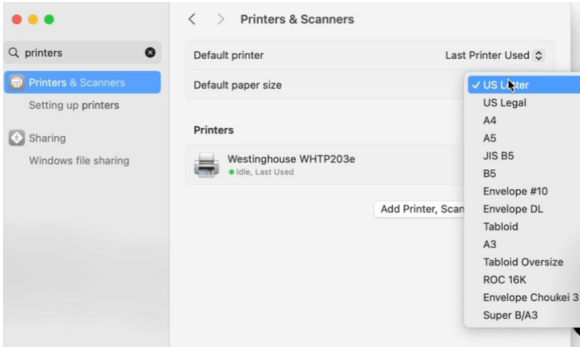 Printers & Scanners
printers
Printers & Scanners
Setting up printers
Sharing
Windows file sharing
Default printer
Last Printer Used
Default paper size
Printers
Westinghouse WHTP203e
Idle, Last Used
Add Printer, Scan
US Letter
US Legal
A4
A5
JIS B5
B5
Envelope #10
Envelope DL
Tabloid
A3
Tabloid Oversize
ROC 16K
Envelope Choukei 3
Super B/A3